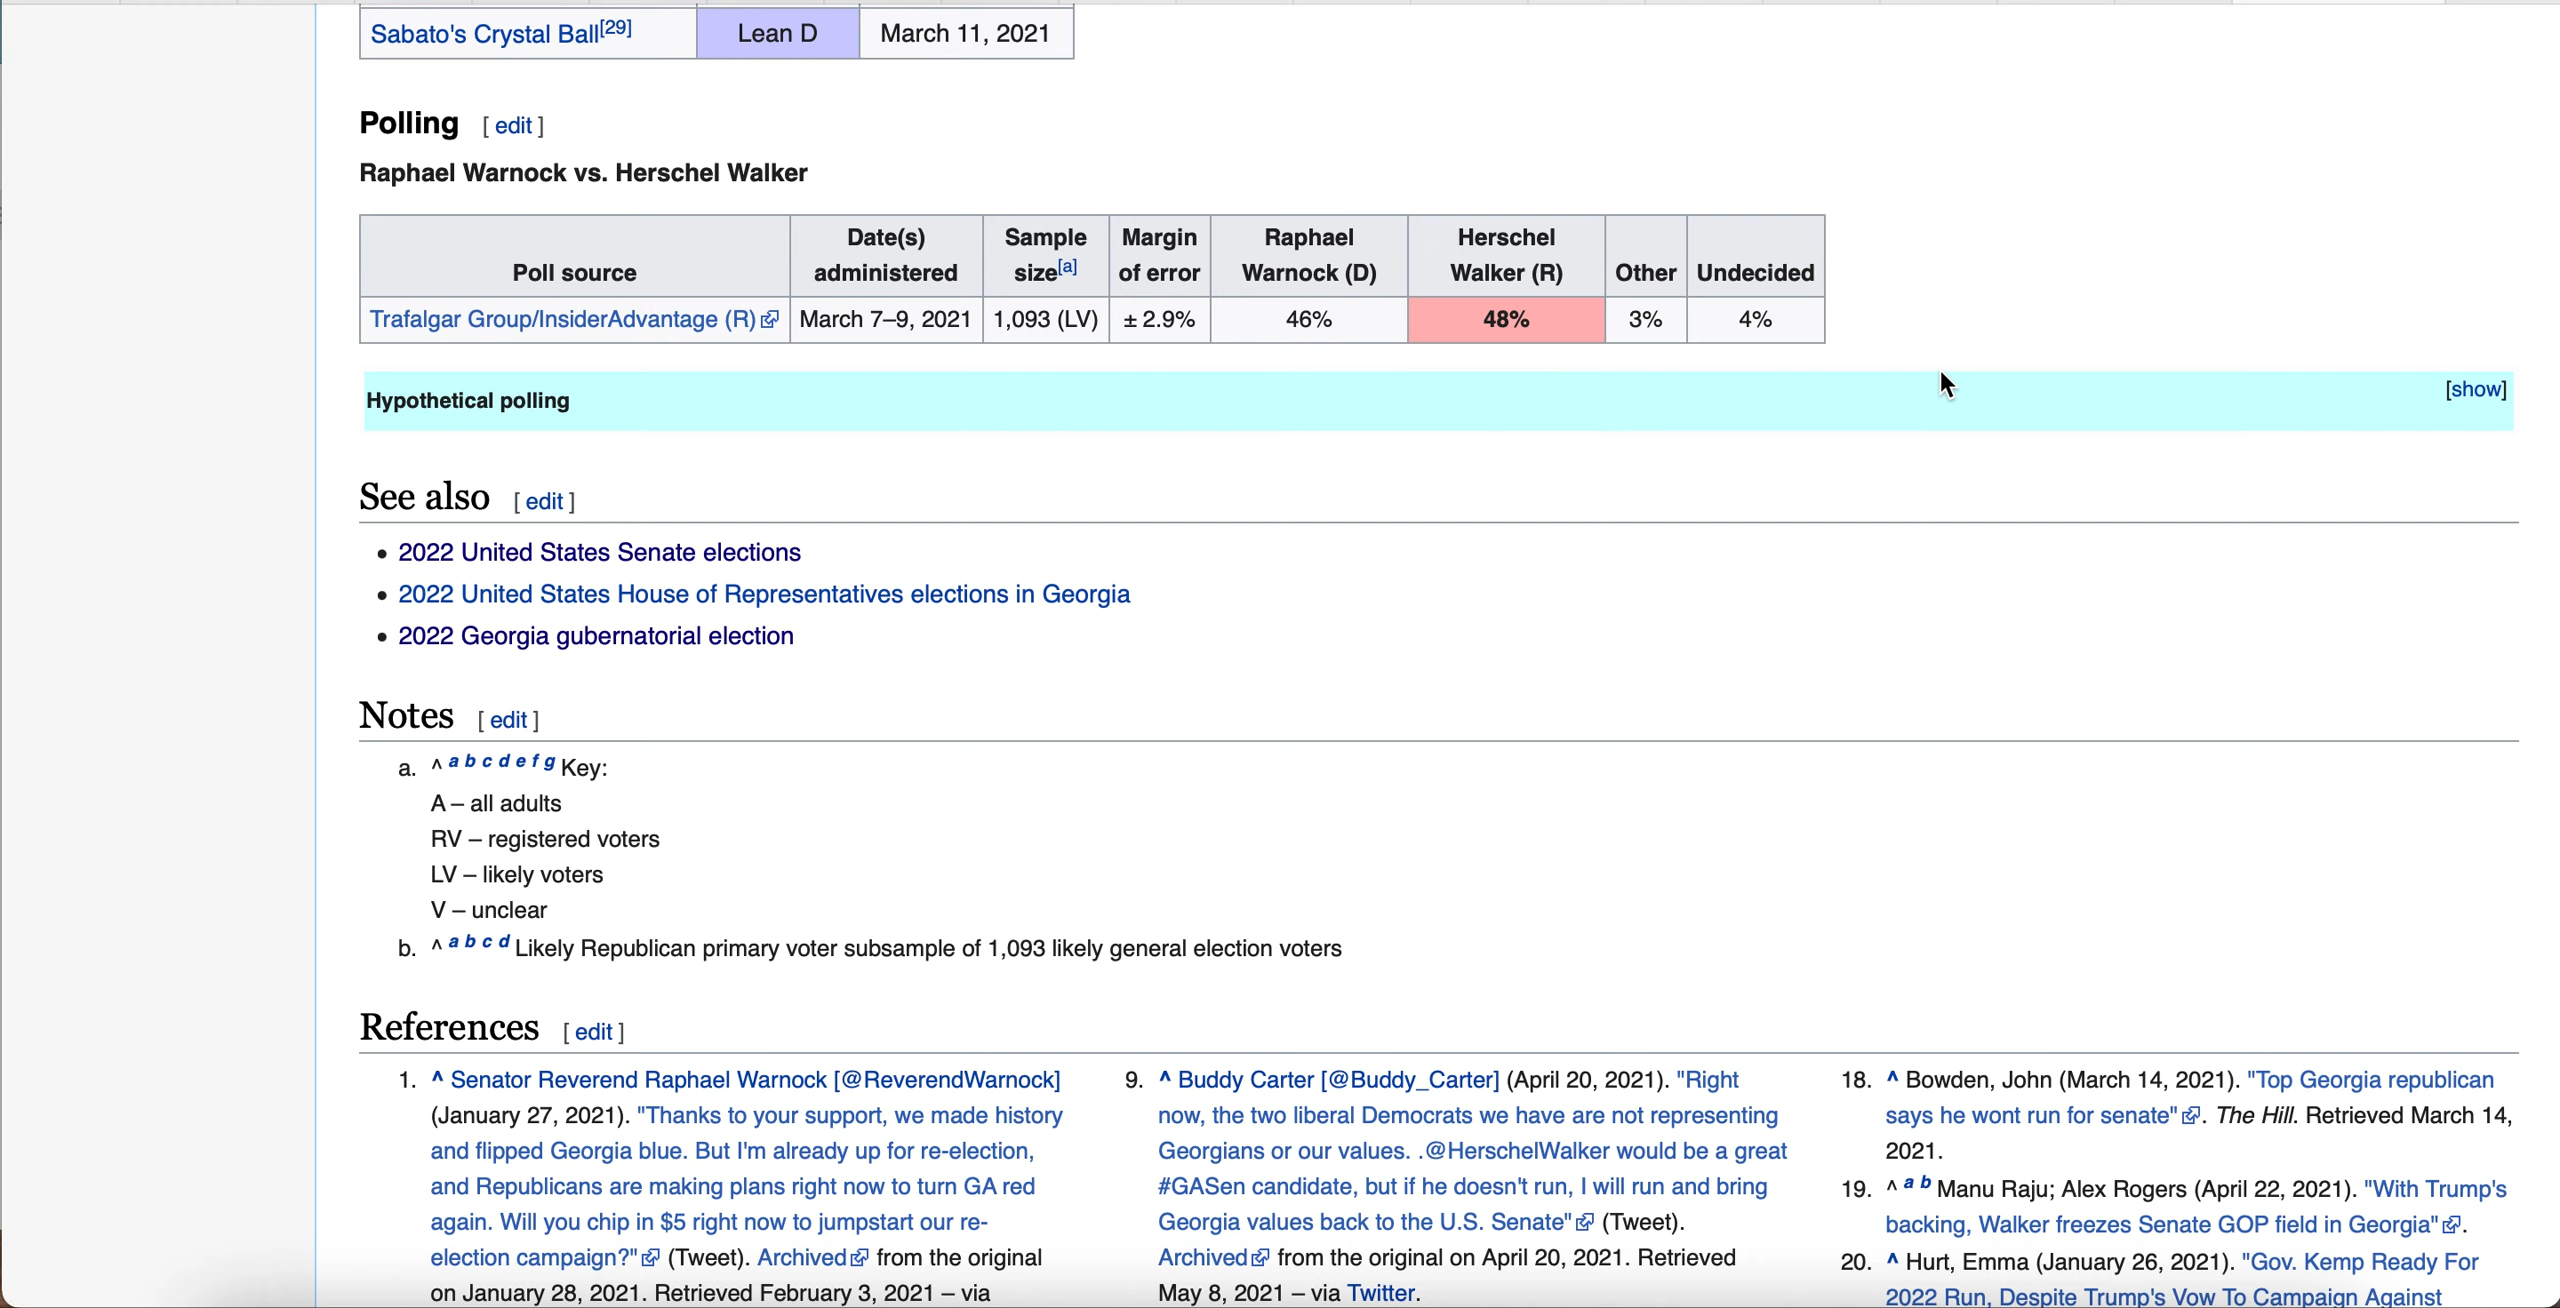 Sabato's Crystal Ball[29] Lean D March 11, 2021
Polling [ edit ]
Raphael Warnock vs. Herschel Walker
Poll source Date(s) administered Sample size[a] Margin of error Raphael Warnock (D) Herschel Walker (R) Other Undecided
Trafalgar Group/InsiderAdvantage (R) March 7–9, 2021 1,093 (LV) ± 2.9% 46% 48% 3% 4%
Hypothetical polling [show]
See also [ edit ]
• 2022 United States Senate elections
• 2022 United States House of Representatives elections in Georgia
• 2022 Georgia gubernatorial election
Notes [ edit ]
a. ^ a b c d e f g Key:
A – all adults
RV – registered voters
LV – likely voters
V – unclear
b. ^ a b c d Likely Republican primary voter subsample of 1,093 likely general election voters
References [ edit ]
1. ^ Senator Reverend Raphael Warnock [@ReverendWarnock]
(January 27, 2021). "Thanks to your support, we made history
and flipped Georgia blue. But I'm already up for re-election,
and Republicans are making plans right now to turn GA red
again. Will you chip in $5 right now to jumpstart our re-
election campaign?" (Tweet). Archived from the original
on January 28, 2021. Retrieved February 3, 2021 – via
9. ^ Buddy Carter [@Buddy_Carter] (April 20, 2021). "Right
now, the two liberal Democrats we have are not representing
Georgians or our values. .@HerschelWalker would be a great
#GASen candidate, but if he doesn't run, I will run and bring
Georgia values back to the U.S. Senate" (Tweet).
Archived from the original on April 20, 2021. Retrieved
May 8, 2021 – via Twitter.
18. ^ Bowden, John (March 14, 2021). "Top Georgia republican
says he wont run for senate". The Hill. Retrieved March 14,
2021.
19. ^ a b Manu Raju; Alex Rogers (April 22, 2021). "With Trump's
backing, Walker freezes Senate GOP field in Georgia".
20. ^ Hurt, Emma (January 26, 2021). "Gov. Kemp Ready For
2022 Run, Despite Trump's Vow To Campaign Against